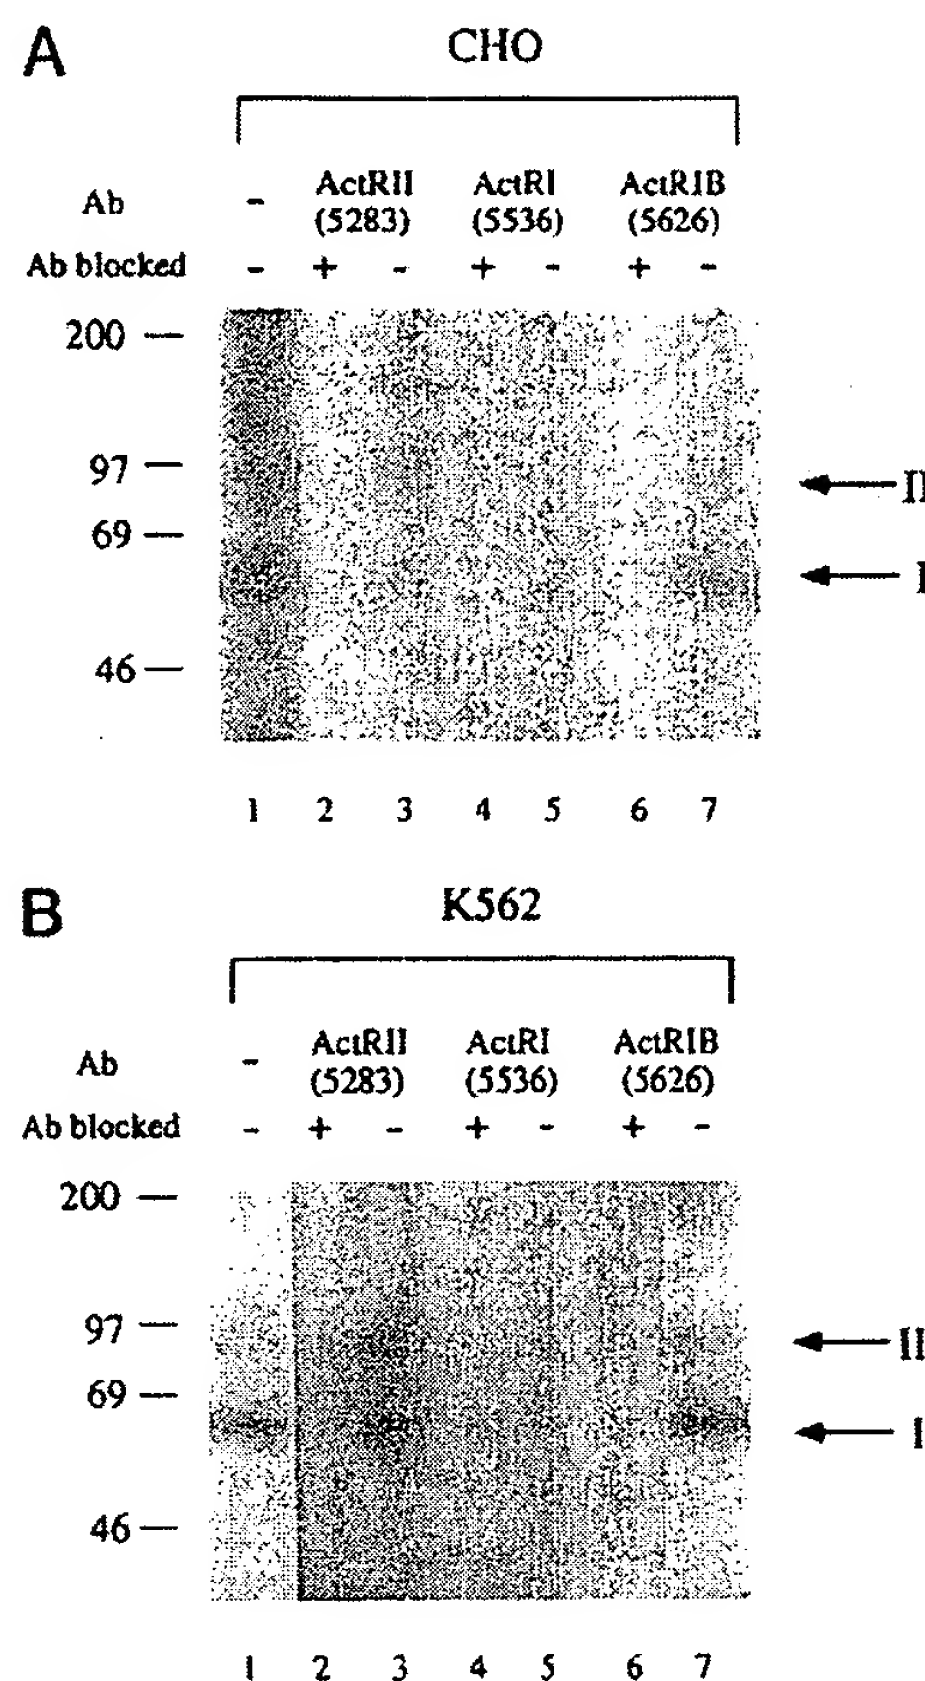 A
CHO
Ab - ActRII ActRI ActRIB
(5283) (5536) (5626)
Ab blocked - + - + - + -
200
97
II
69
I
46
1 2 3 4 5 6 7
B
K562
Ab - ActRII ActRI ActRIB
(5283) (5536) (5626)
Ab blocked - + - + - + -
200
97
II
69
I
46
1 2 3 4 5 6 7